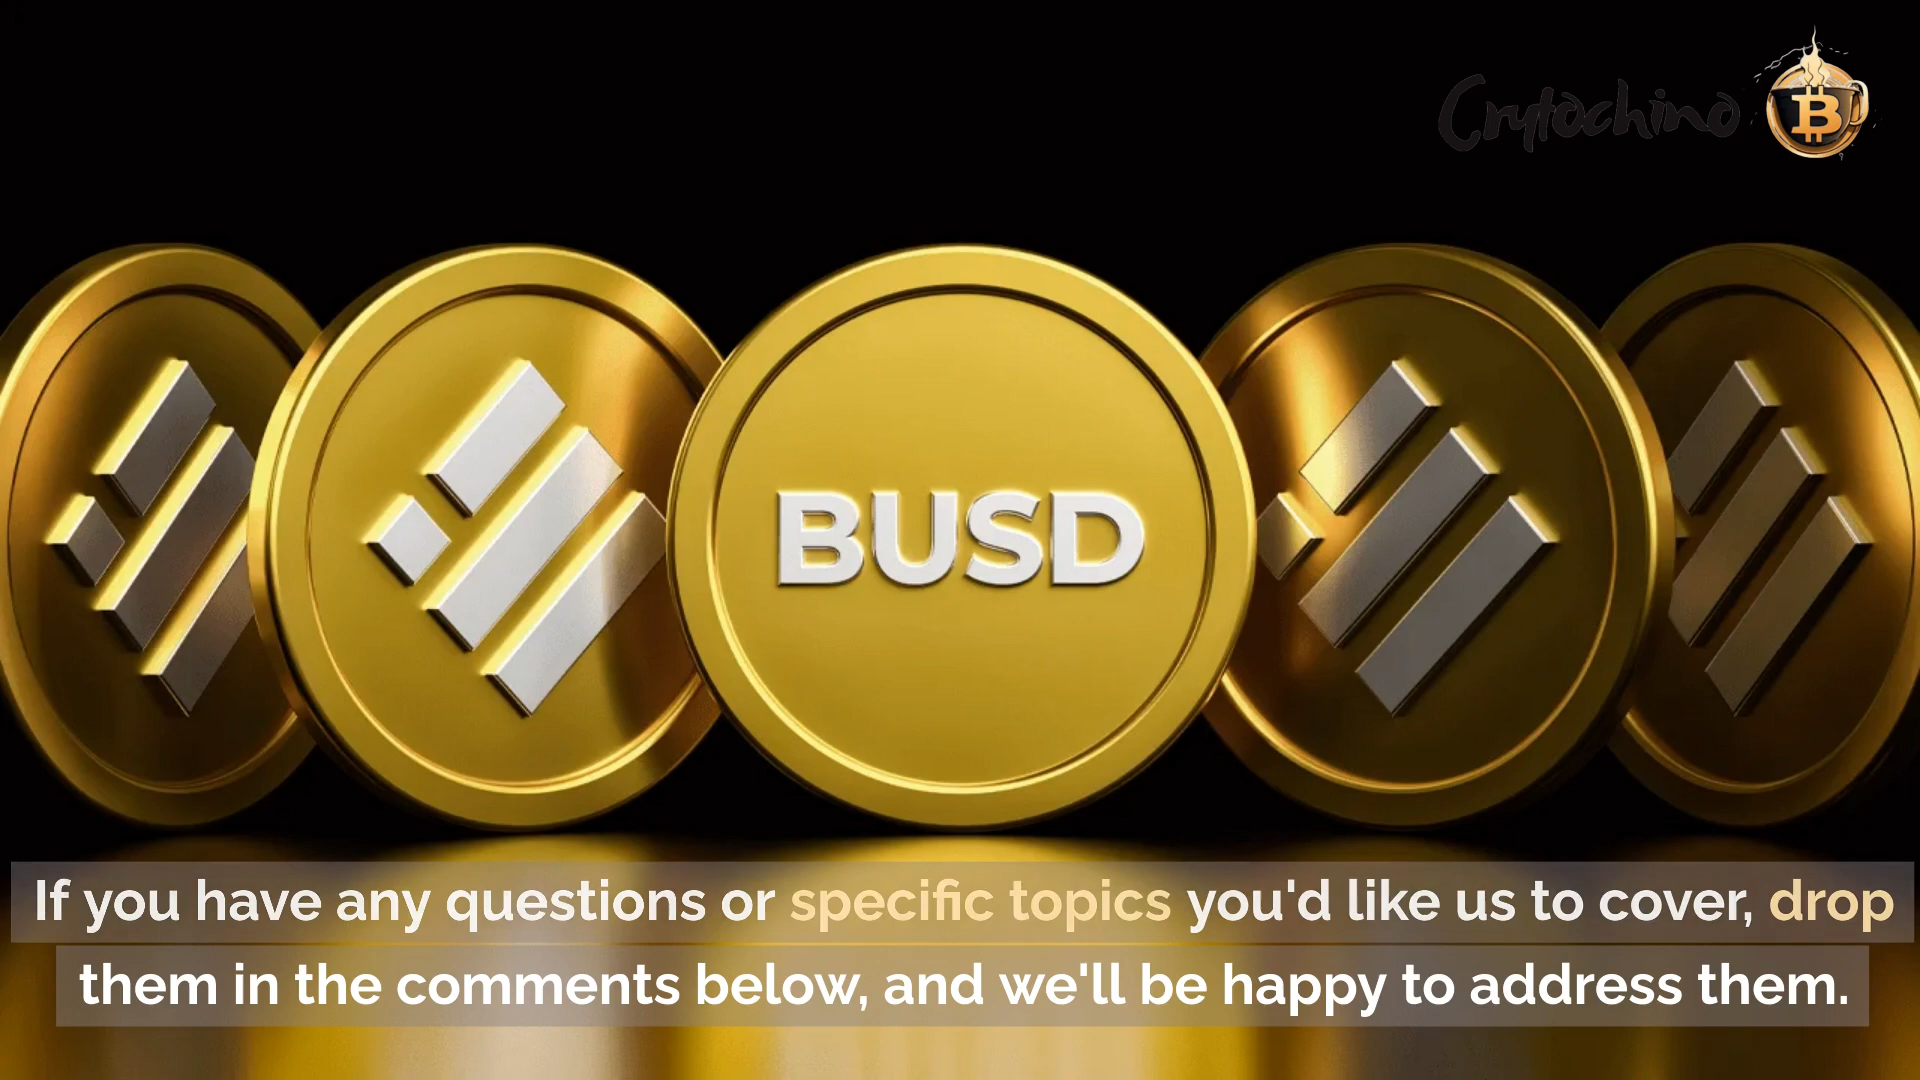 Crytochino
BUSD
If you have any questions or specific topics you'd like us to cover, drop
them in the comments below, and we'll be happy to address them.